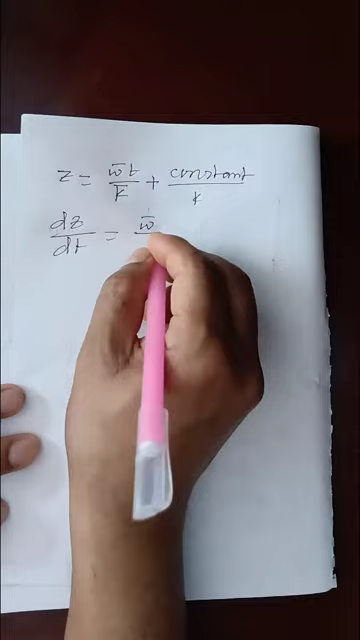 z = w̄t/k + constant/k
dz/dt = w̄